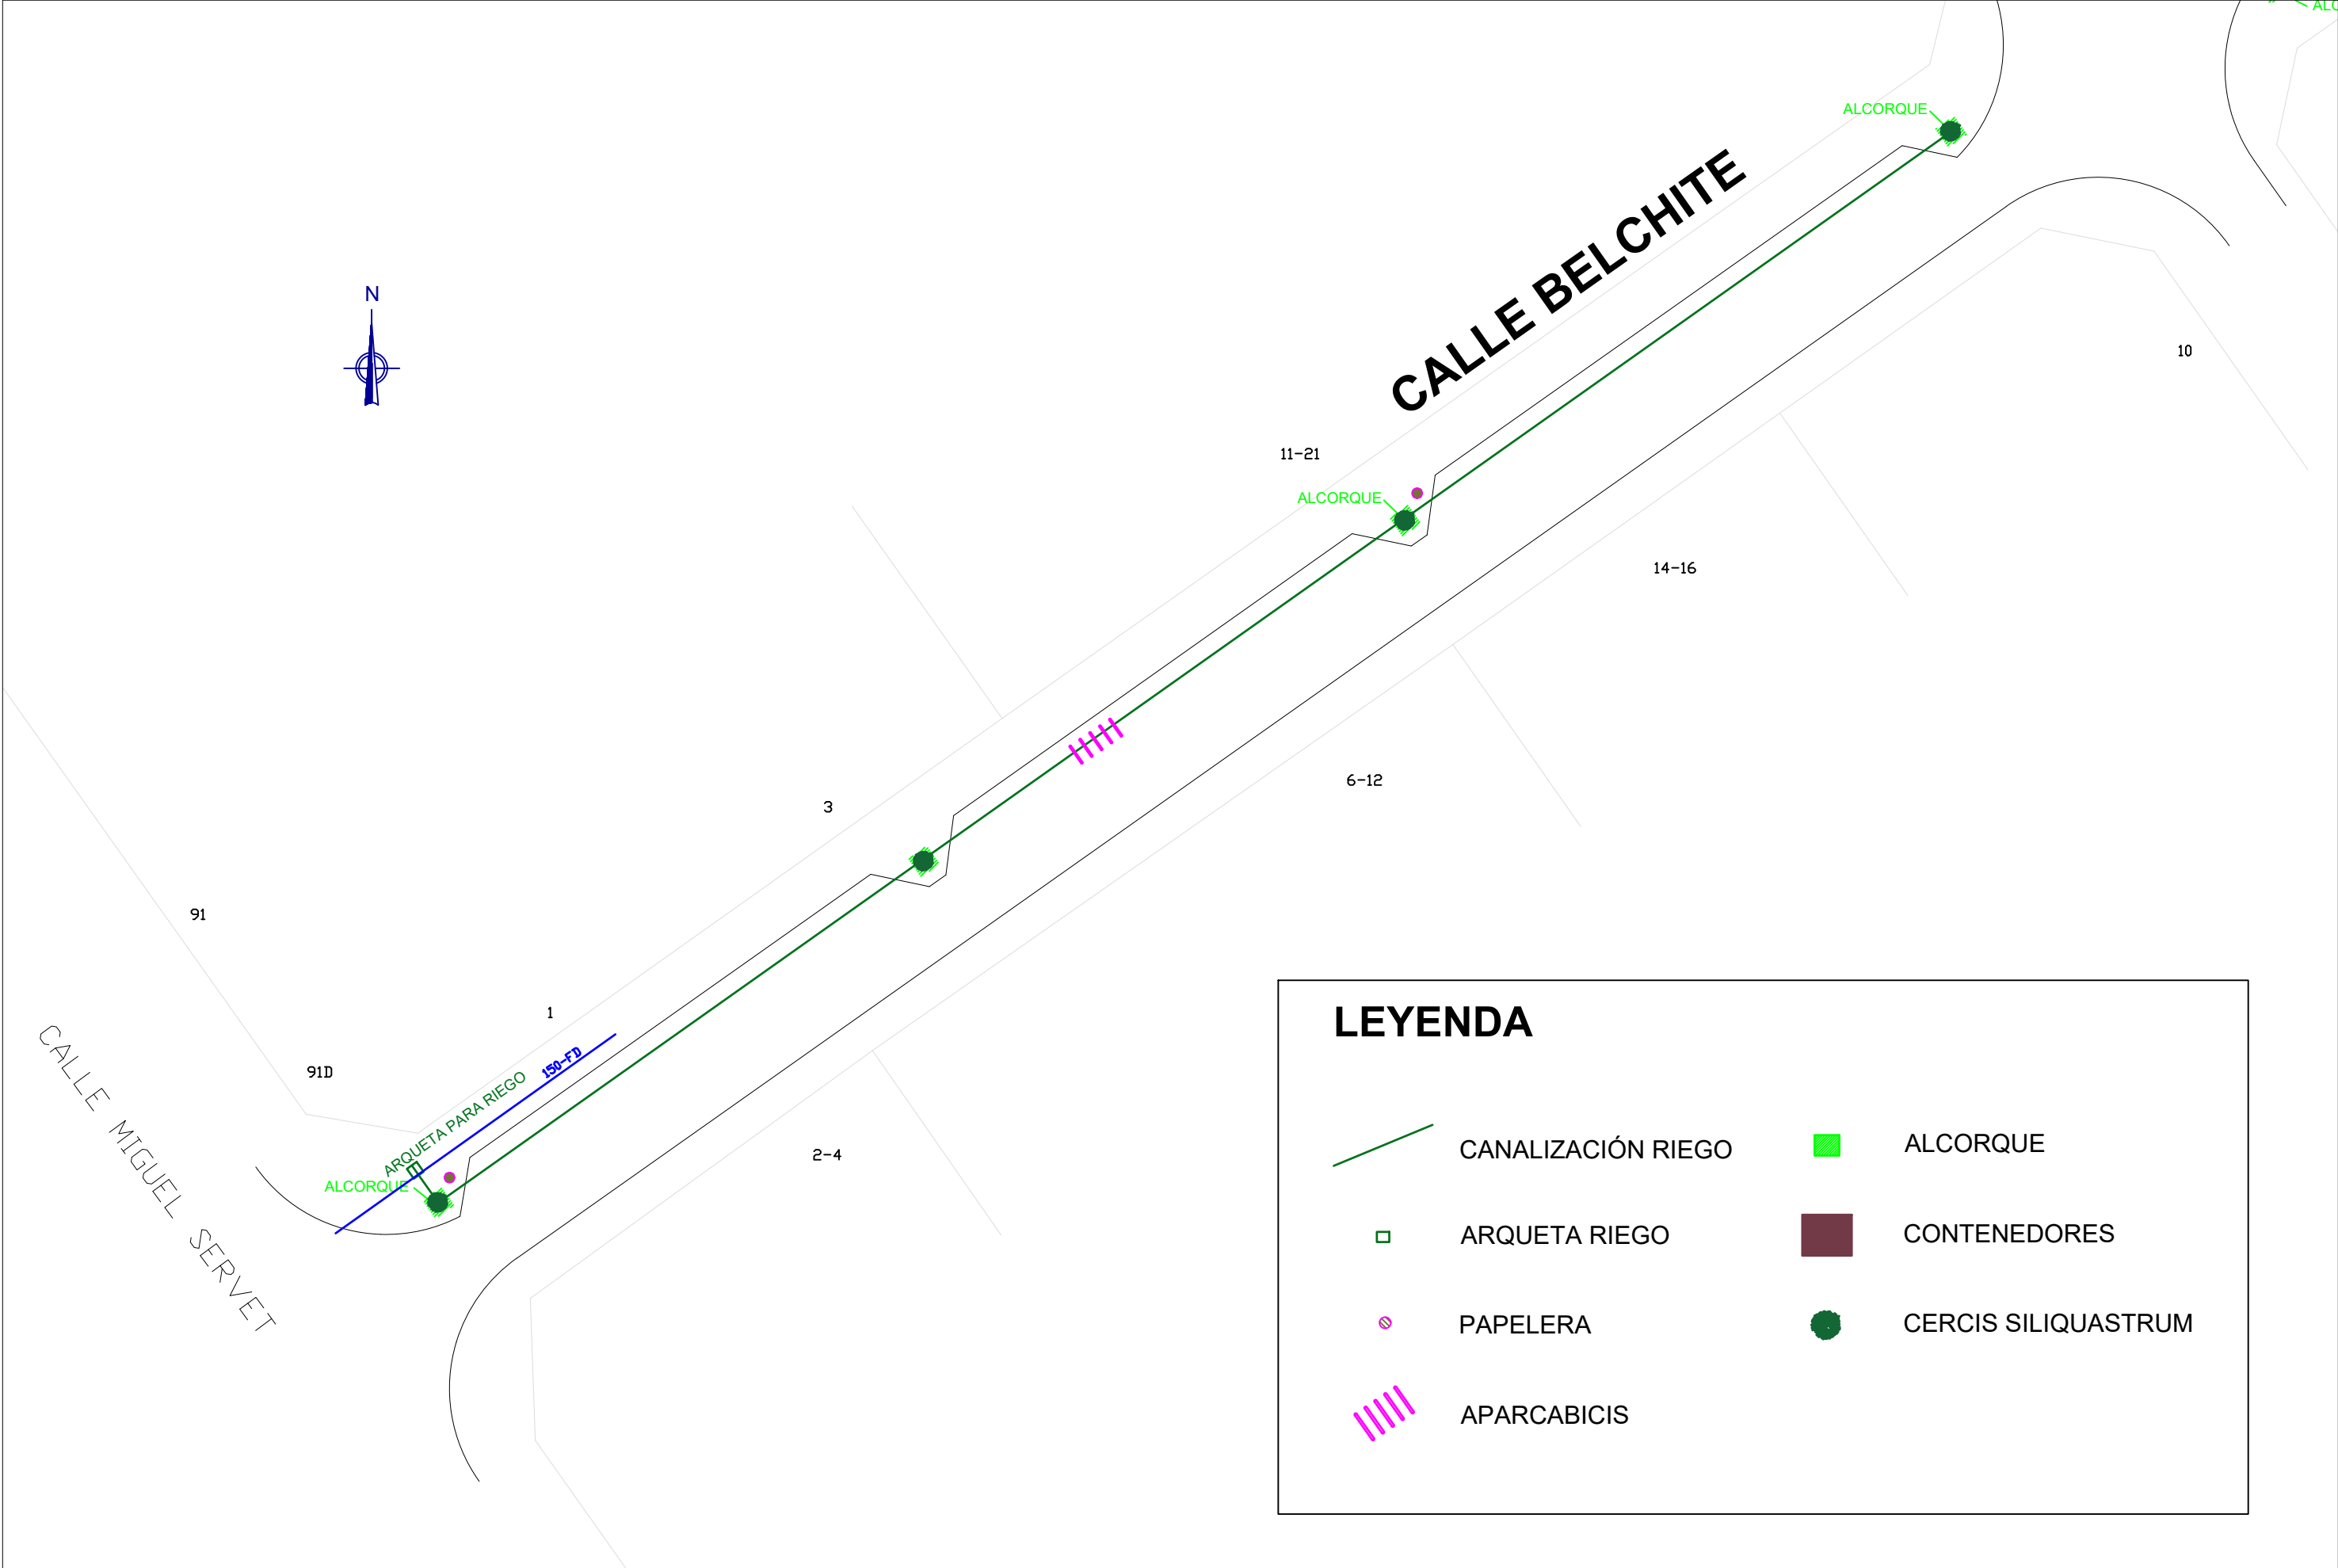 ALC
ALCORQUE
CALLE BELCHITE
N
10
11-21
ALCORQUE
14-16
6-12
3
91
1
150-FD
91D
ARQUETA PARA RIEGO
ALCORQUE
2-4
CALLE MIGUEL SERVET
LEYENDA
CANALIZACIÓN RIEGO
ALCORQUE
ARQUETA RIEGO
CONTENEDORES
PAPELERA
CERCIS SILIQUASTRUM
APARCABICIS